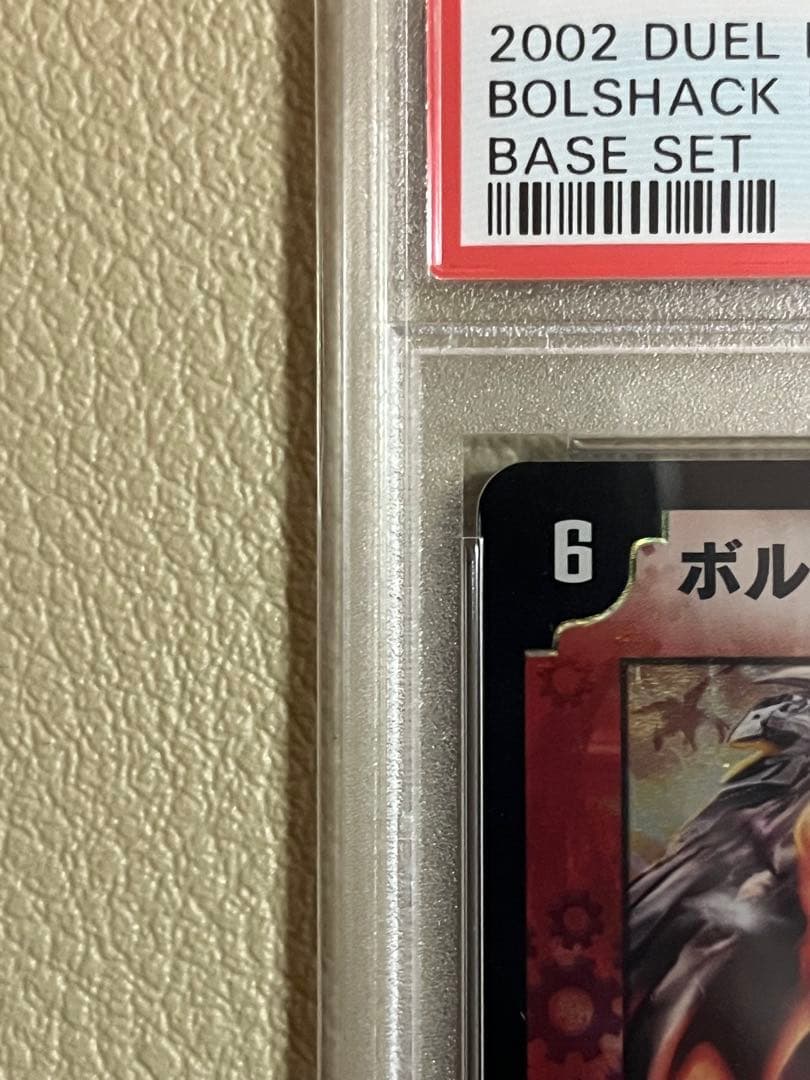 2002 DUEL
BOLSHACK
BASE SET
6
ボル